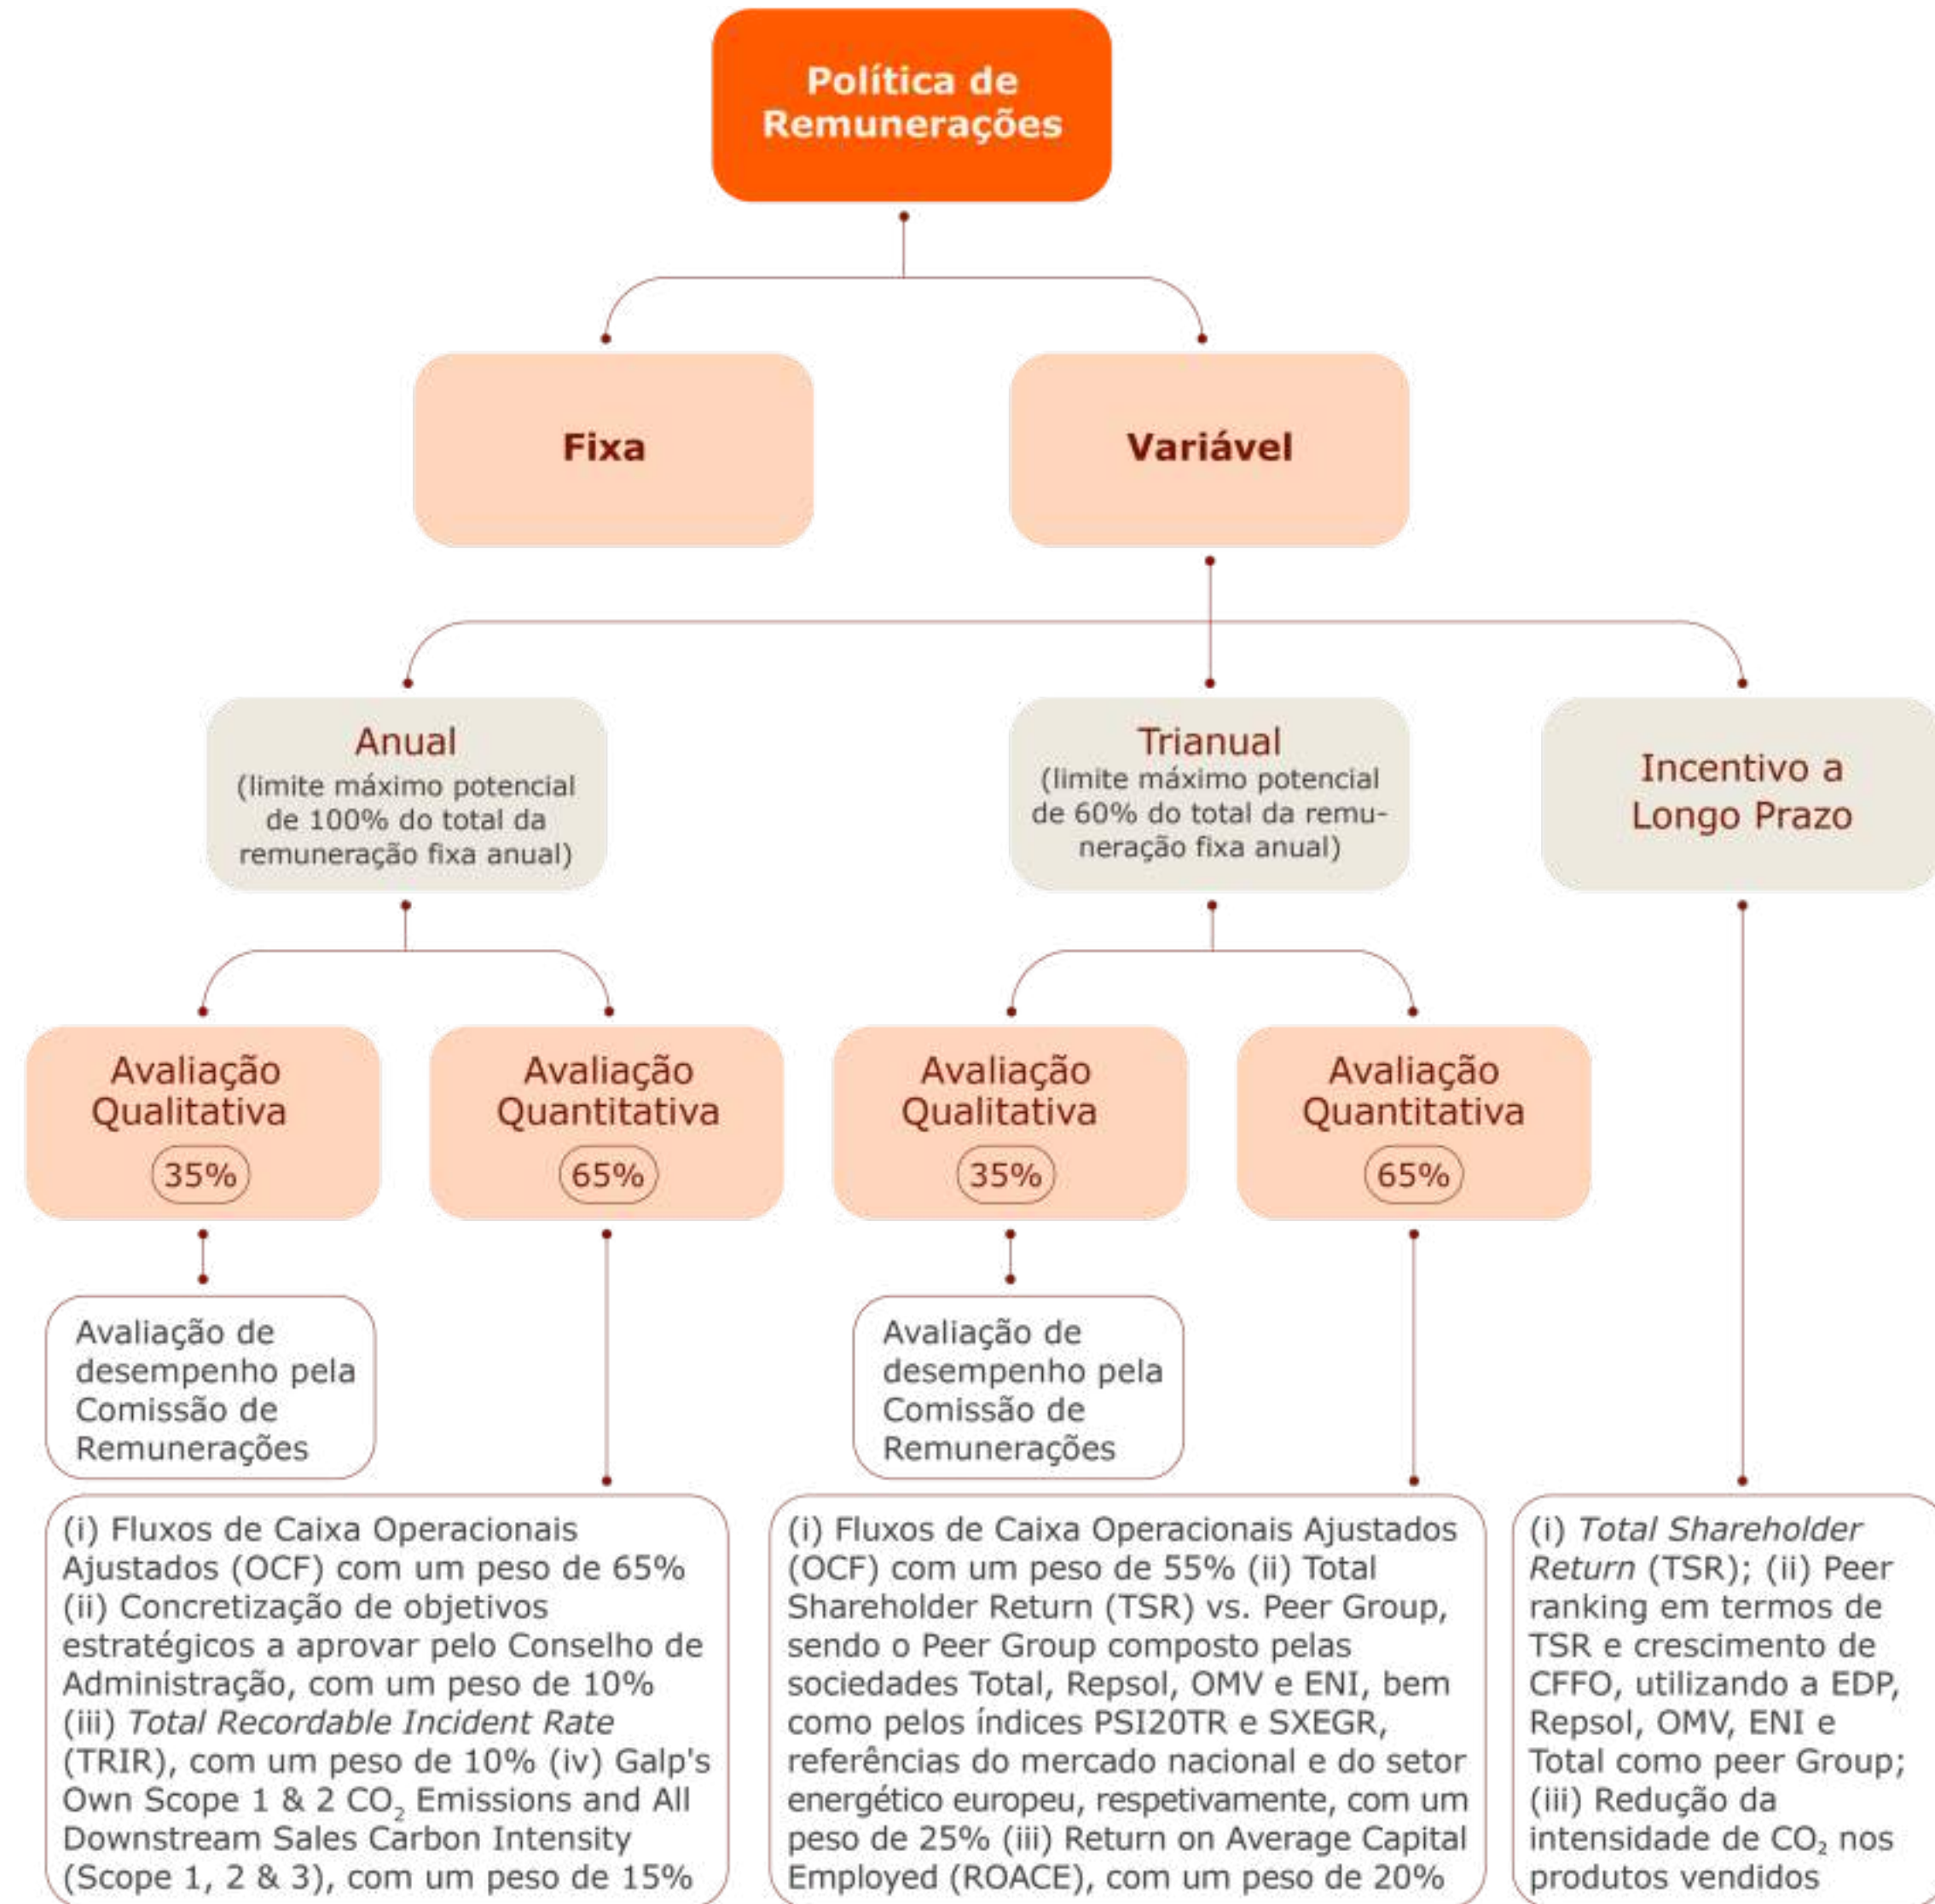 Política de
Remunerações
Fixa
Variável
Anual
(limite máximo potencial
de 100% do total da
remuneração fixa anual)
Trianual
(limite máximo potencial
de 60% do total da remu-
neração fixa anual)
Incentivo a
Longo Prazo
Avaliação
Qualitativa
35%
Avaliação
Quantitativa
65%
Avaliação
Qualitativa
35%
Avaliação
Quantitativa
65%
Avaliação de
desempenho pela
Comissão de
Remunerações
Avaliação de
desempenho pela
Comissão de
Remunerações
(i) Fluxos de Caixa Operacionais
Ajustados (OCF) com um peso de 65%
(ii) Concretização de objetivos
estratégicos a aprovar pelo Conselho de
Administração, com um peso de 10%
(iii) Total Recordable Incident Rate
(TRIR), com um peso de 10% (iv) Galp's
Own Scope 1 & 2 CO₂ Emissions and All
Downstream Sales Carbon Intensity
(Scope 1, 2 & 3), com um peso de 15%
(i) Fluxos de Caixa Operacionais Ajustados
(OCF) com um peso de 55% (ii) Total
Shareholder Return (TSR) vs. Peer Group,
sendo o Peer Group composto pelas
sociedades Total, Repsol, OMV e ENI, bem
como pelos índices PSI20TR e SXEGR,
referências do mercado nacional e do setor
energético europeu, respetivamente, com um
peso de 25% (iii) Return on Average Capital
Employed (ROACE), com um peso de 20%
(i) Total Shareholder
Return (TSR); (ii) Peer
ranking em termos de
TSR e crescimento de
CFFO, utilizando a EDP,
Repsol, OMV, ENI e
Total como peer Group;
(iii) Redução da
intensidade de CO₂ nos
produtos vendidos